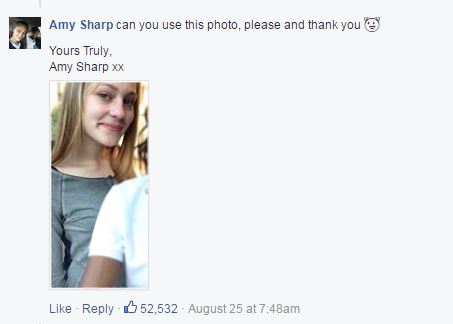 Amy Sharp can you use this photo, please and thank you
Yours Truly,
Amy Sharp xx
Like · Reply · 52,532 · August 25 at 7:48am